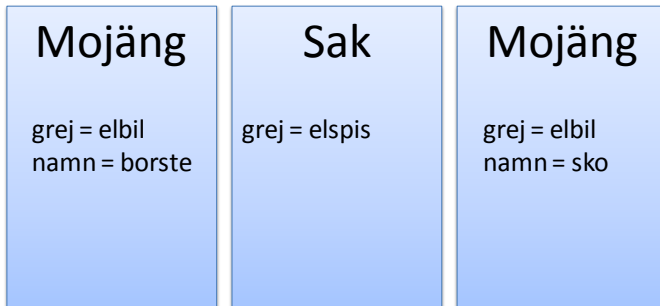 Mojäng
grej = elbil
namn = borste
Sak
grej = elspis
Mojäng
grej = elbil
namn = sko